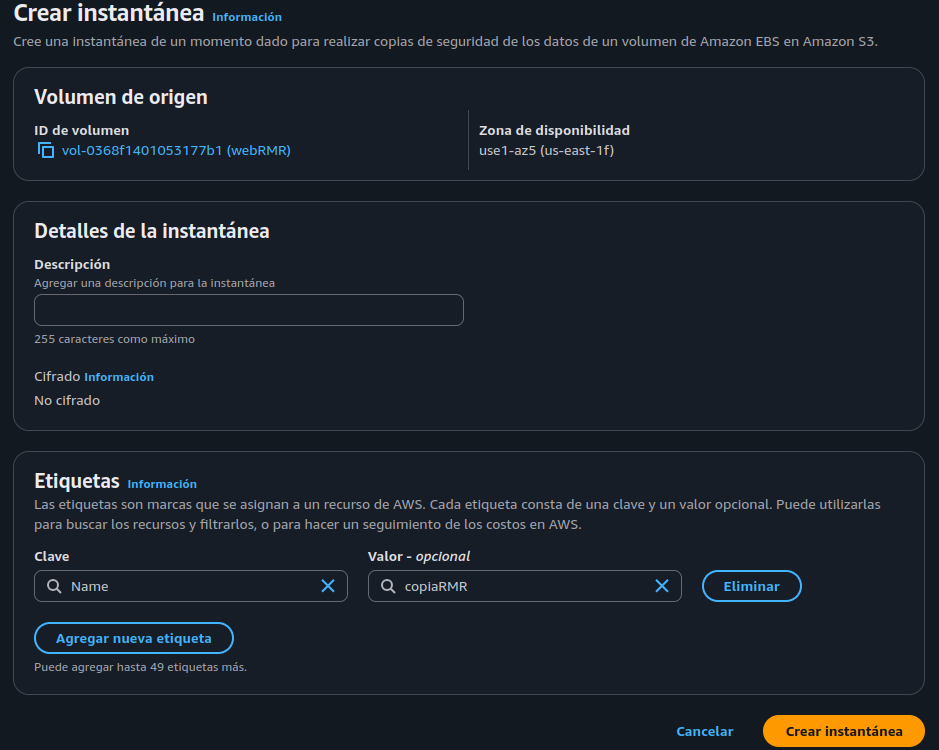 Crear instantánea Información
Cree una instantánea de un momento dado para realizar copias de seguridad de los datos de un volumen de Amazon EBS en Amazon S3.
Volumen de origen
ID de volumen
vol-0368f1401053177b1 (webRMR)
Zona de disponibilidad
use1-az5 (us-east-1f)
Detalles de la instantánea
Descripción
Agregar una descripción para la instantánea
255 caracteres como máximo
Cifrado Información
No cifrado
Etiquetas Información
Las etiquetas son marcas que se asignan a un recurso de AWS. Cada etiqueta consta de una clave y un valor opcional. Puede utilizarlas
para buscar los recursos y filtrarlos, o para hacer un seguimiento de los costos en AWS.
Clave
Valor - opcional
Name
copiaRMR
Eliminar
Agregar nueva etiqueta
Puede agregar hasta 49 etiquetas más.
Cancelar
Crear instantánea